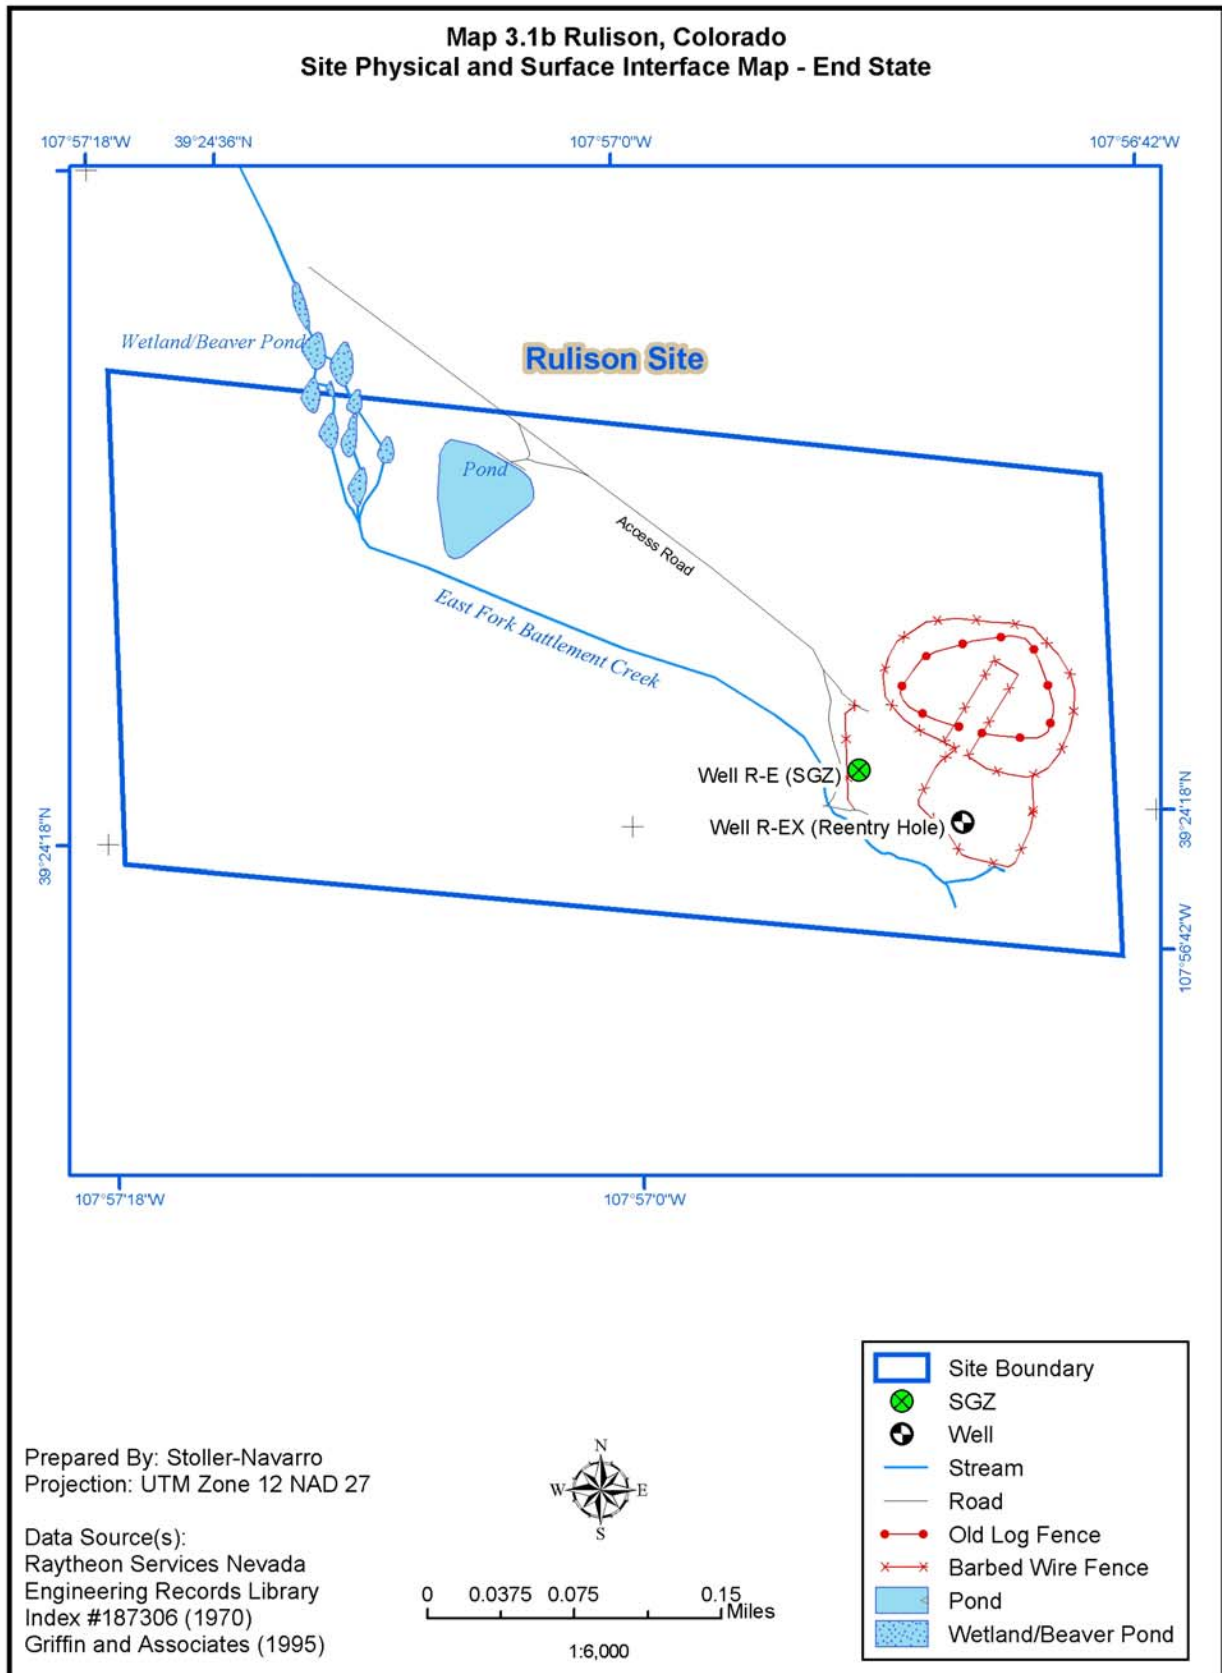 Map 3.1b Rulison, Colorado
Site Physical and Surface Interface Map - End State
107°57'18"W
39°24'36"N
107°57'0"W
107°56'42"W
Wetland/Beaver Pond
Rulison Site
Pond
Access Road
East Fork Battlement Creek
Well R-E (SGZ)
Well R-EX (Reentry Hole)
39°24'18"N
39°24'18"N
107°56'42"W
107°57'18"W
107°57'0"W
Site Boundary
SGZ
Well
Stream
Road
Old Log Fence
Barbed Wire Fence
Pond
Wetland/Beaver Pond
Prepared By: Stoller-Navarro
Projection: UTM Zone 12 NAD 27
Data Source(s):
Raytheon Services Nevada
Engineering Records Library
Index #187306 (1970)
Griffin and Associates (1995)
N
W E
S
0 0.0375 0.075 0.15
Miles
1:6,000